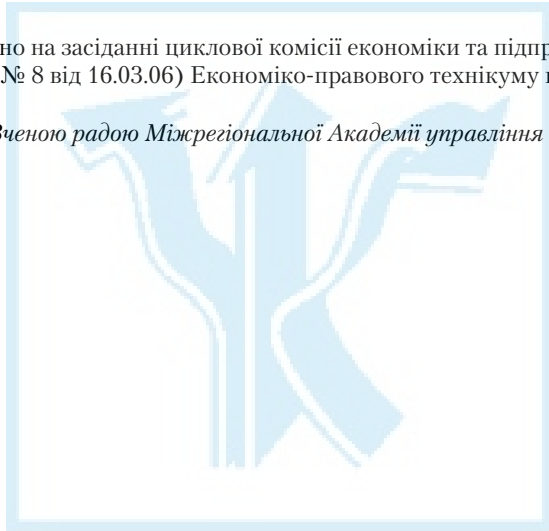 но на засіданні циклової комісії економіки та підпр
№ 8 від 16.03.06) Економіко-правового технікуму
Вченою радою Міжрегіональної Академії управління